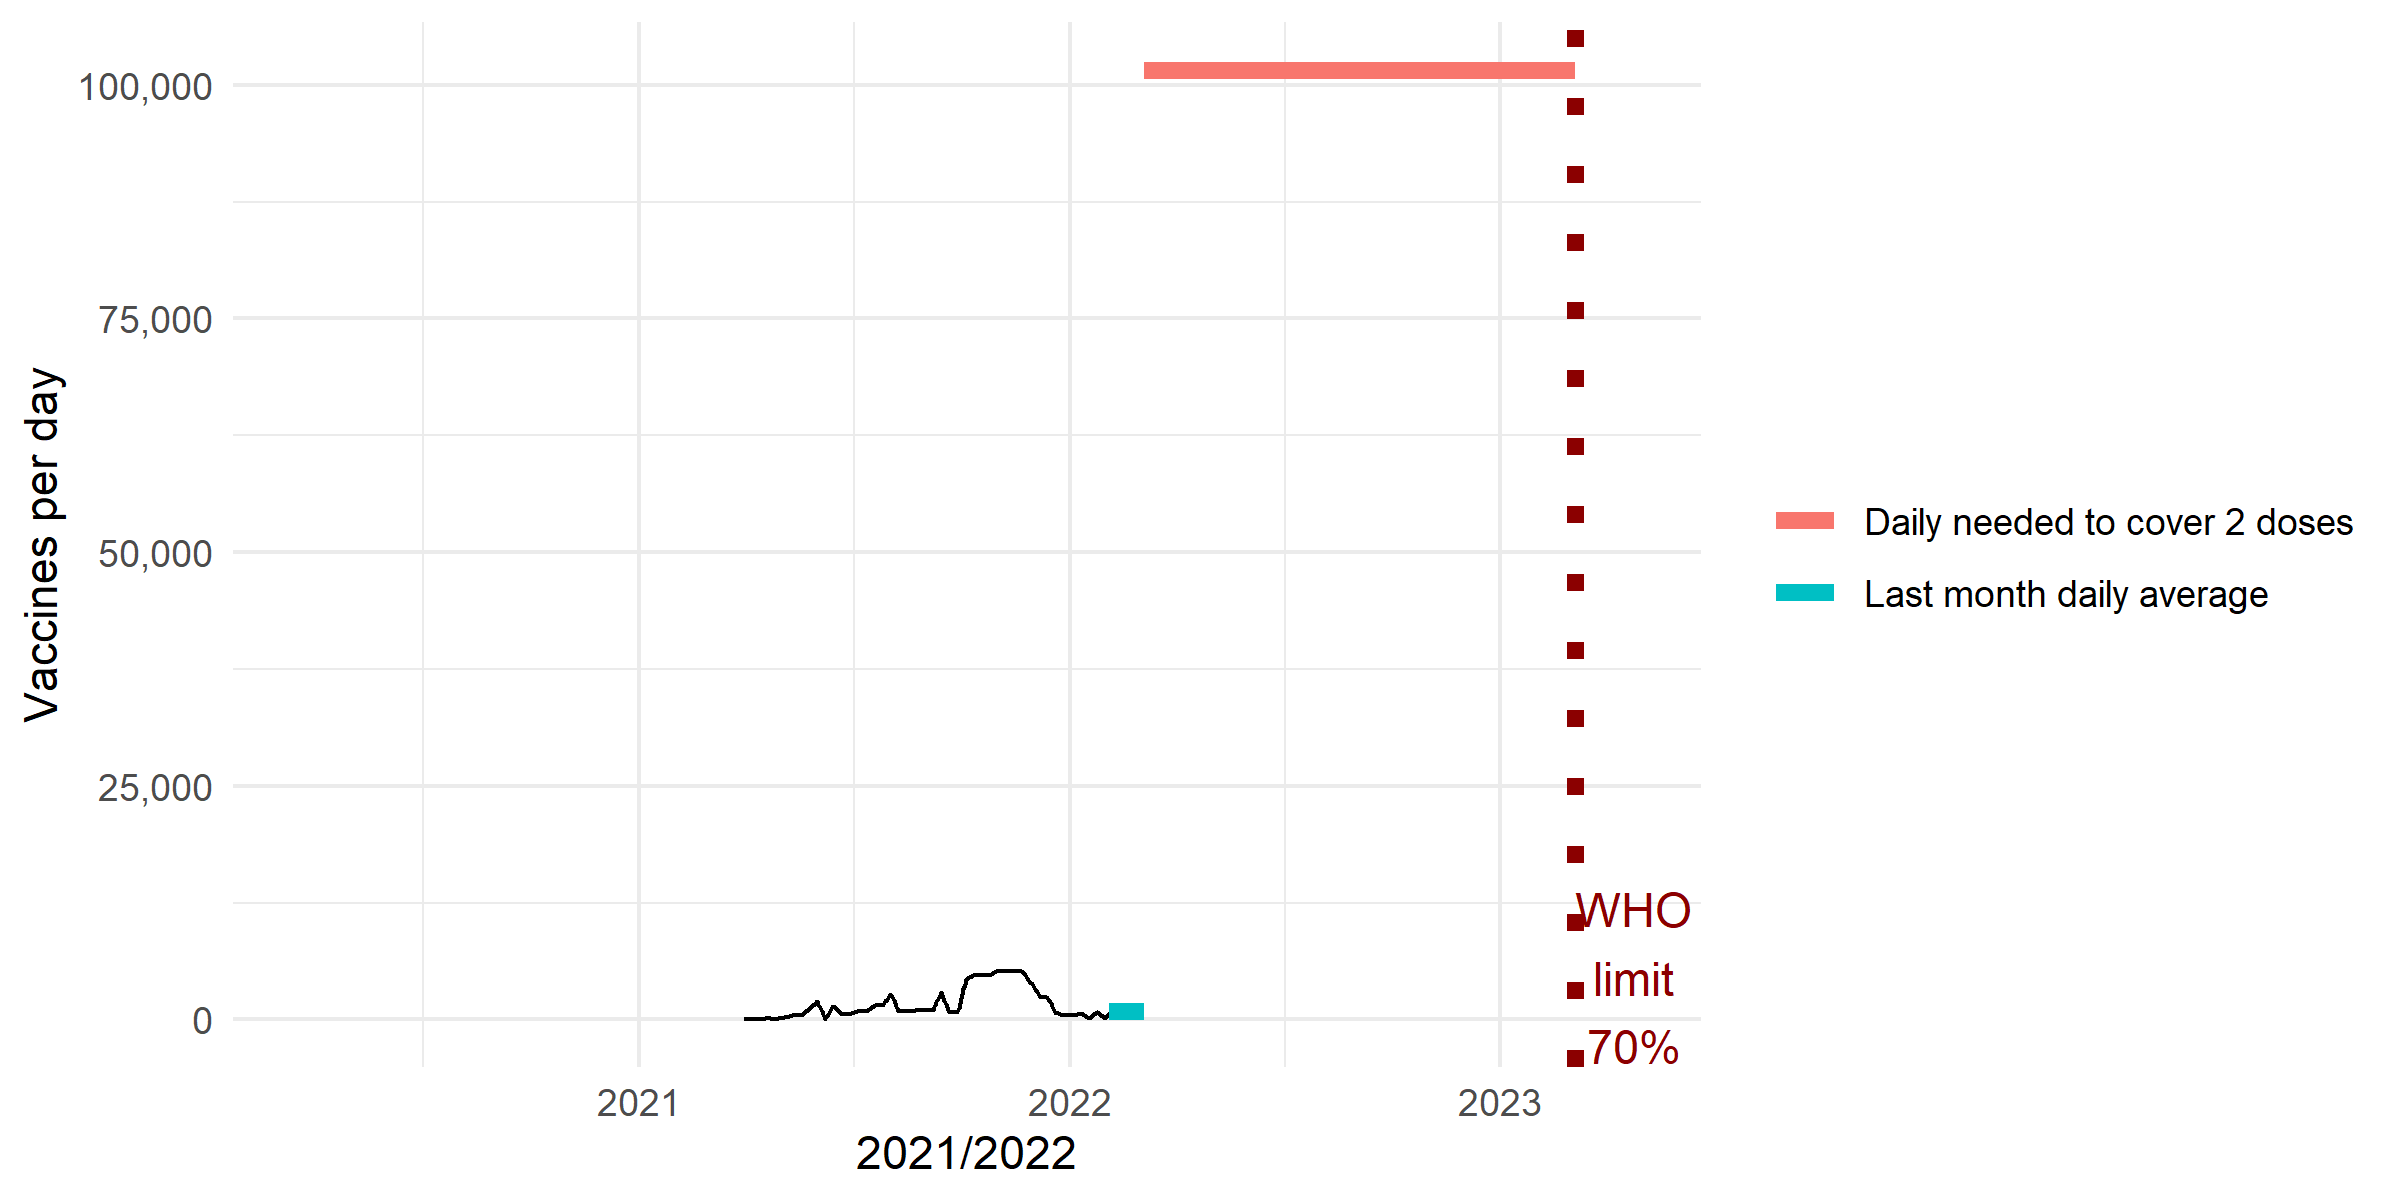 Vaccines per day
100,000
75,000
50,000
25,000
0
2021
2022
2023
2021/2022
WHO
limit
70%
Daily needed to cover 2 doses
Last month daily average